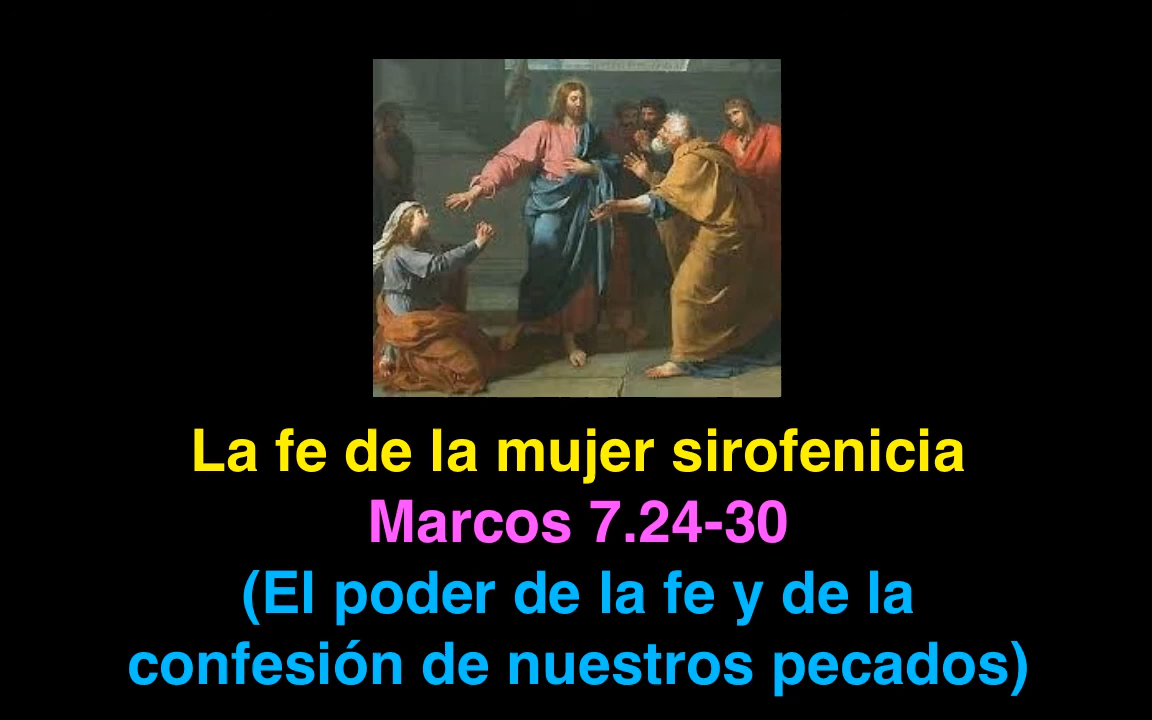 La fe de la mujer sirofenicia
Marcos 7.24-30
(El poder de la fe y de la
confesión de nuestros pecados)